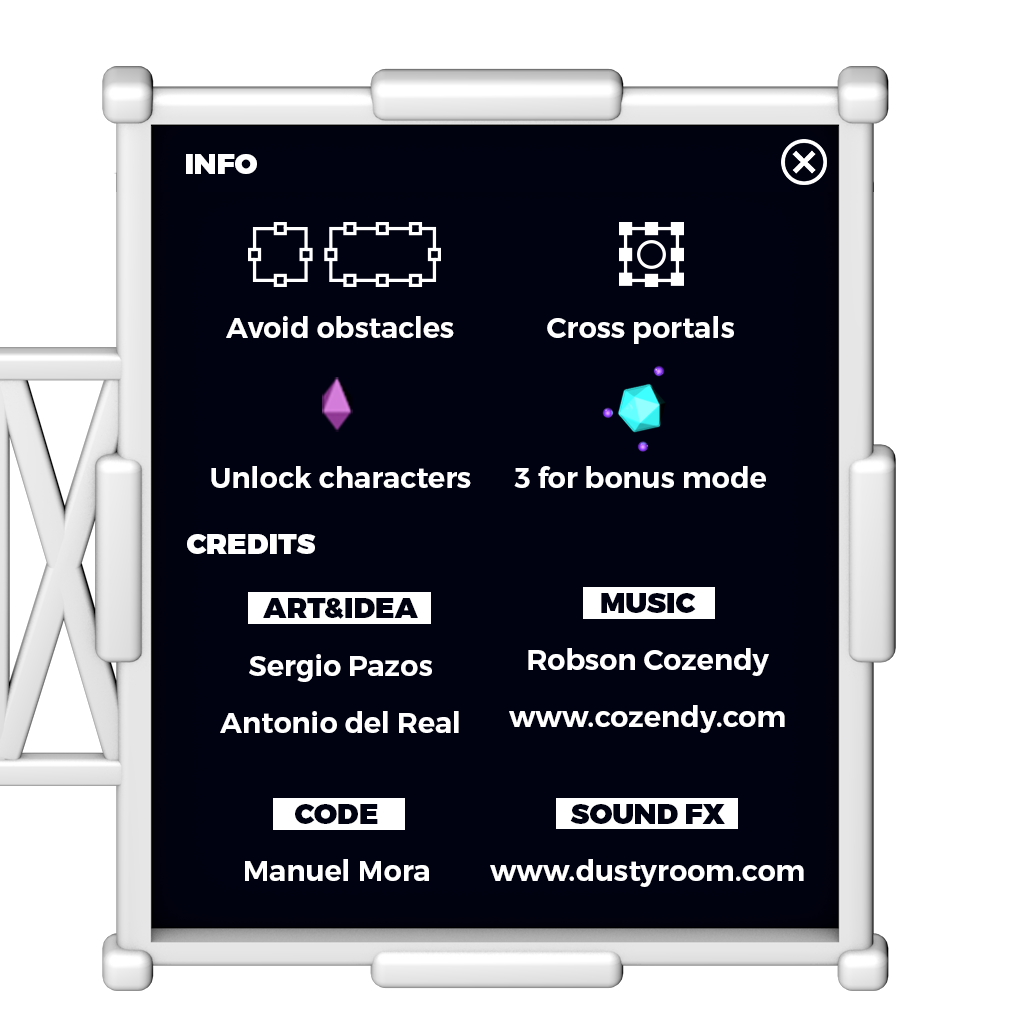 INFO
Avoid obstacles
Cross portals
Unlock characters
3 for bonus mode
CREDITS
ART&IDEA
Sergio Pazos
Antonio del Real
MUSIC
Robson Cozendy
www.cozendy.com
CODE
Manuel Mora
SOUND FX
www.dustyroom.com